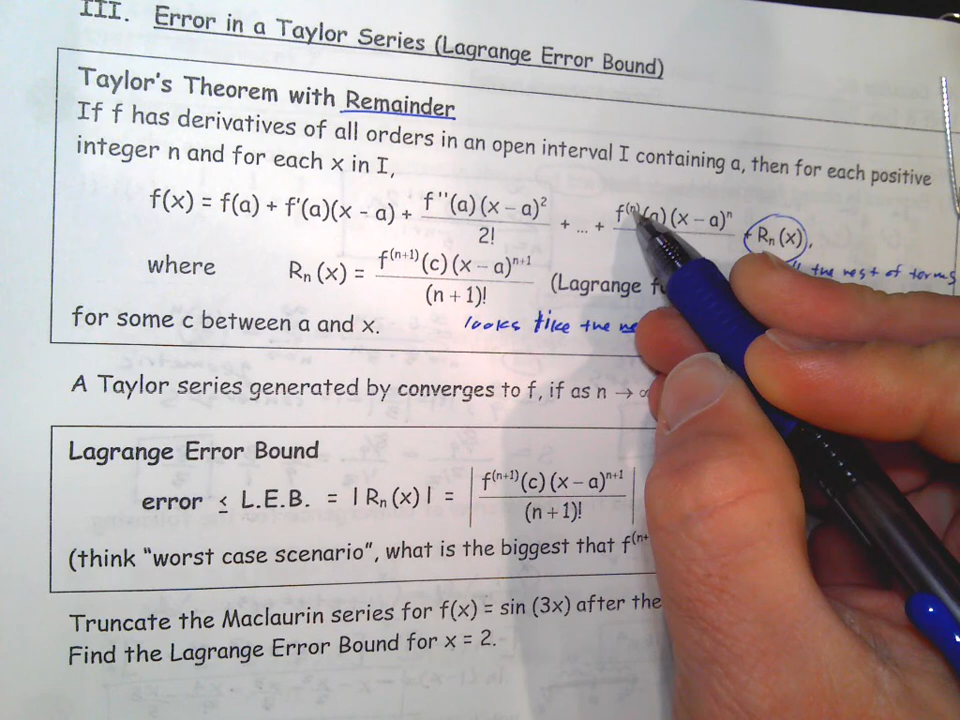 III. Error in a Taylor Series (Lagrange Error Bound)
Taylor's Theorem with Remainder
If f has derivatives of all orders in an open interval I containing a, then for each positive
integer n and for each x in I,
f(x) = f(a) + f'(a)(x - a) + f''(a)(x - a)² / 2! + ... + f⁽ⁿ⁾(a)(x - a)ⁿ + Rₙ(x),
the rest of terms
where Rₙ(x) = f⁽ⁿ⁺¹⁾(c)(x - a)ⁿ⁺¹ / (n + 1)! (Lagrange
for some c between a and x. looks like the
A Taylor series generated by converges to f, if as n →
Lagrange Error Bound
error ≤ L.E.B. = | Rₙ(x) | = | f⁽ⁿ⁺¹⁾(c)(x - a)ⁿ⁺¹ / (n + 1)! |
(think "worst case scenario", what is the biggest that f⁽ⁿ⁺
Truncate the Maclaurin series for f(x) = sin (3x) after the
Find the Lagrange Error Bound for x = 2.